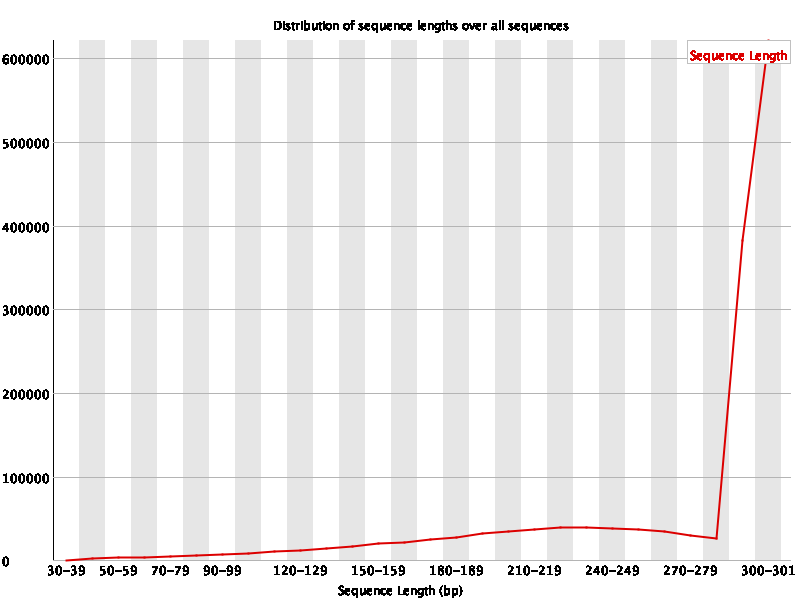 Distribution of sequence lengths over all sequences
Sequence Length
600000
500000
400000
300000
200000
100000
0
30-39 50-59 70-79 90-99 120-129 150-159 180-189 210-219 240-249 270-279 300-301
Sequence Length (bp)